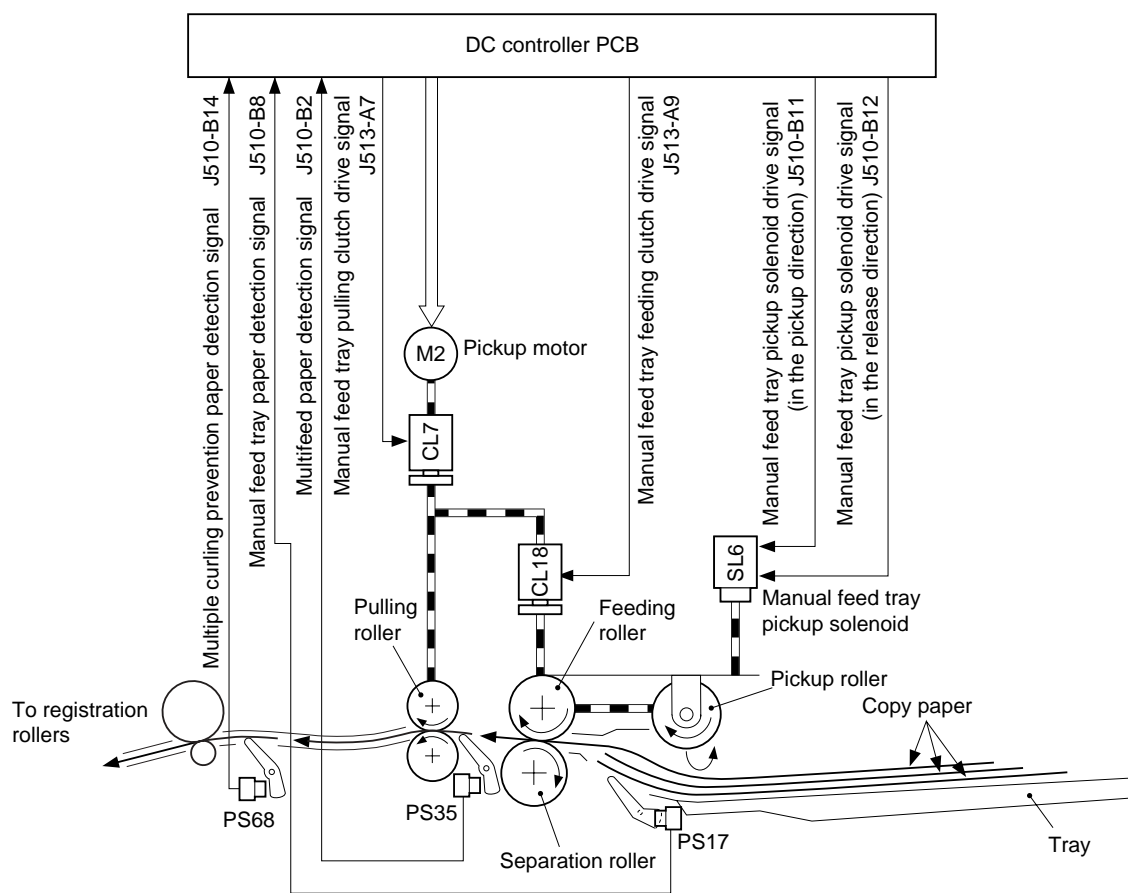 DC controller PCB
Multiple curling prevention paper detection signal J510-B14
Manual feed tray paper detection signal J510-B8
Multifeed paper detection signal J510-B2
Manual feed tray pulling clutch drive signal
J513-A7
Manual feed tray feeding clutch drive signal
J513-A9
Manual feed tray pickup solenoid drive signal
(in the pickup direction) J510-B11
Manual feed tray pickup solenoid drive signal
(in the release direction) J510-B12
M2
Pickup motor
CL7
CL18
SL6
Manual feed tray
pickup solenoid
Pulling
roller
Feeding
roller
Pickup roller
Copy paper
To registration
rollers
PS68
PS35
PS17
Separation roller
Tray